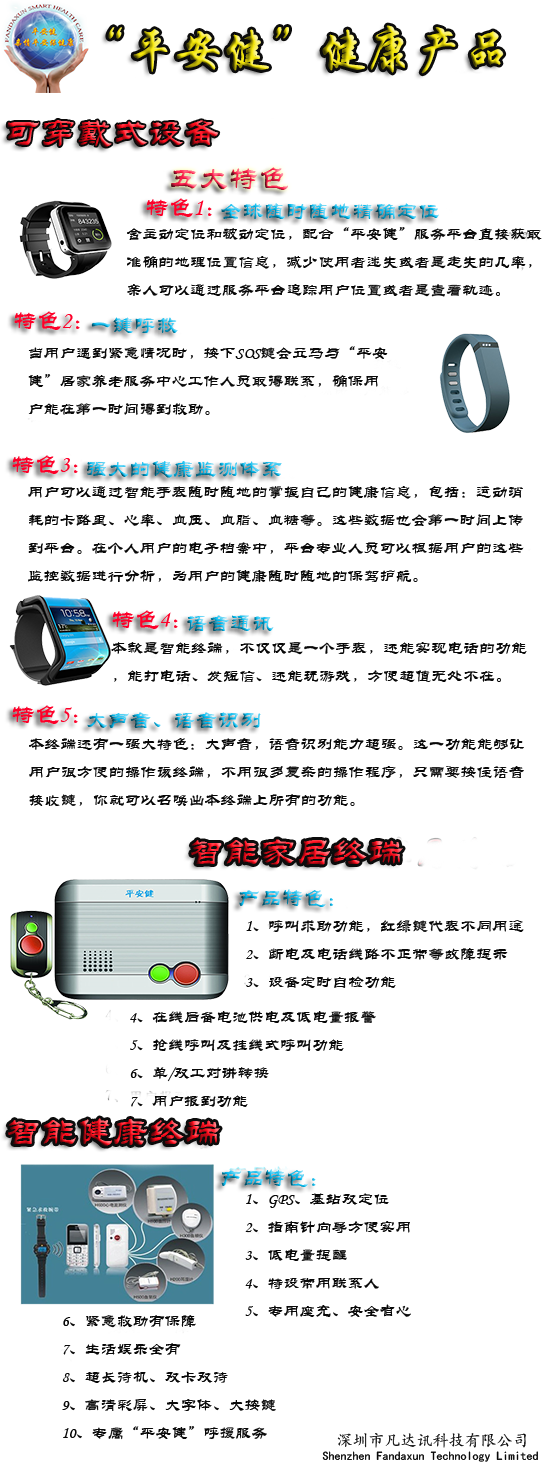 FANDAXUN SMART HEALTH CARE
平安健
“平安健”健康产品
可穿戴式设备
五大特色
特色1：全球随时随地精确定位
含主动定位和被动定位，配合“平安健”服务平台直接获取
准确的地理位置信息，减少使用者迷失或者是走失的几率，
亲人可以通过服务平台追踪用户位置或者是查看轨迹。
特色2：一键呼救
当用户遇到紧急情况时，按下SOS键会立马与“平安
健”居家养老服务中心工作人员取得联系，确保用
户能在第一时间得到救助。
特色3：强大的健康监测体系
用户可以通过智能手表随时随地的掌握自己的健康信息，包括：运动消
耗的卡路里、心率、血压、血脂、血糖等。这些数据也会第一时间上传
到平台。在个人用户的电子档案中，平台专业人员可以根据用户的这些
监控数据进行分析，为用户的健康随时随地的保驾护航。
10:58
特色4：语音通讯
本款是智能终端，不仅仅是一个手表，还能实现电话的功能
，能打电话、发短信、还能玩游戏，方便超值无处不在。
特色5：大声音、语音识别
本终端还有一强大特色：大声音，语音识别能力超强。这一功能能够让
用户很方便的操作该终端，不用很多复杂的操作程序，只需要按住语音
接收键，你就可以召唤出本终端上所有的功能。
智能家居终端
平安健
产品特色：
1、呼叫求助功能，红绿键代表不同用途
2、断电及电话线路不正常等故障提示
3、设备定时自检功能
4、在线后备电池供电及低电量报警
5、抢线呼叫及挂线式呼叫功能
6、单/双工对讲转换
7、用户报到功能
智能健康终端
产品特色：
紧急求救腕带
1、GPS、基站双定位
2、指南针向导方便实用
3、低电量提醒
4、特设常用联系人
5、专用座充、安全省心
6、紧急救助有保障
7、生活娱乐全有
8、超长待机、双卡双待
9、高清彩屏、大字体、大按键
10、专属“平安健”呼援服务
深圳市凡达讯科技有限公司
Shenzhen Fandaxun Technology Limited